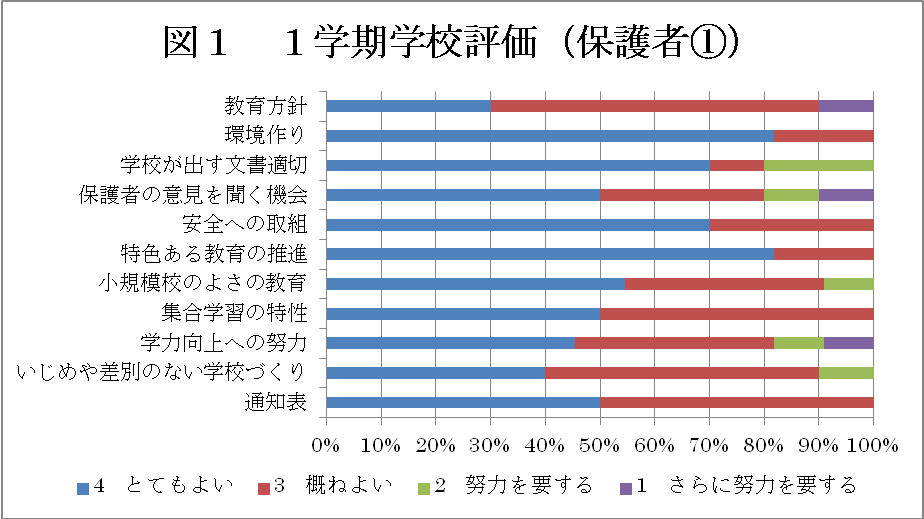 図１　１学期学校評価（保護者①）
教育方針
環境作り
学校が出す文書適切
保護者の意見を聞く機会
安全への取組
特色ある教育の推進
小規模校のよさの教育
集合学習の特性
学力向上への努力
いじめや差別のない学校づくり
通知表
0% 10% 20% 30% 40% 50% 60% 70% 80% 90% 100%
4　とてもよい 3　概ねよい 2　努力を要する 1　さらに努力を要する